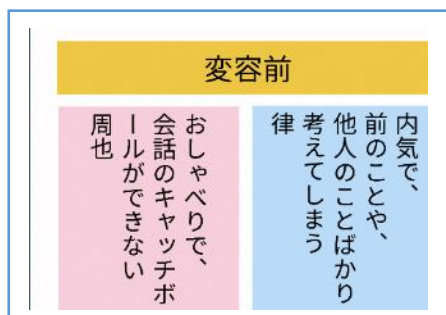 変容前
内気で、
前のことや、
他人のことばかり
考えてしまう
律
おしゃべりで、
会話のキャッチボ
ールができない
周也